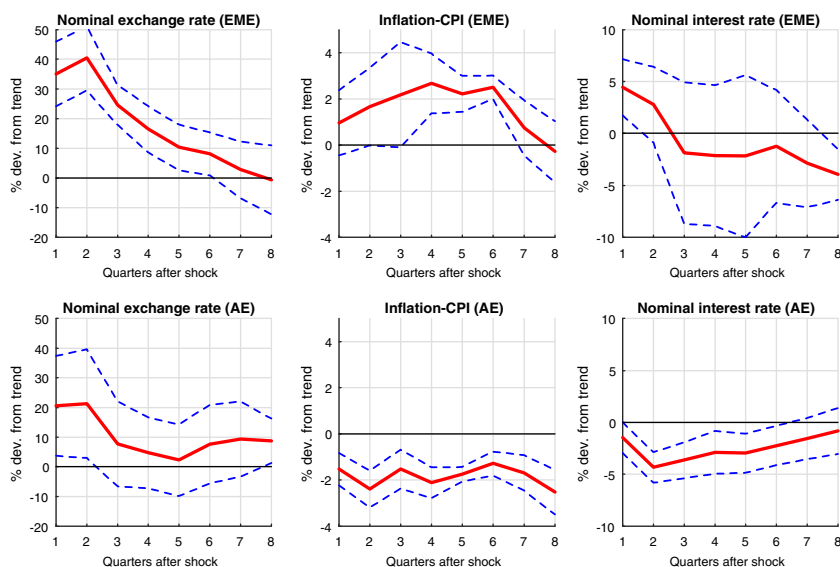 Nominal exchange rate (EME)
% dev. from trend
50
40
30
20
10
0
-10
-20
1 2 3 4 5 6 7 8
Quarters after shock
Inflation-CPI (EME)
% dev. from trend
4
2
0
-2
-4
1 2 3 4 5 6 7 8
Quarters after shock
Nominal interest rate (EME)
% dev. from trend
10
5
0
-5
-10
1 2 3 4 5 6 7 8
Quarters after shock
Nominal exchange rate (AE)
% dev. from trend
50
40
30
20
10
0
-10
-20
1 2 3 4 5 6 7 8
Quarters after shock
Inflation-CPI (AE)
% dev. from trend
4
2
0
-2
-4
1 2 3 4 5 6 7 8
Quarters after shock
Nominal interest rate (AE)
% dev. from trend
10
5
0
-5
-10
1 2 3 4 5 6 7 8
Quarters after shock